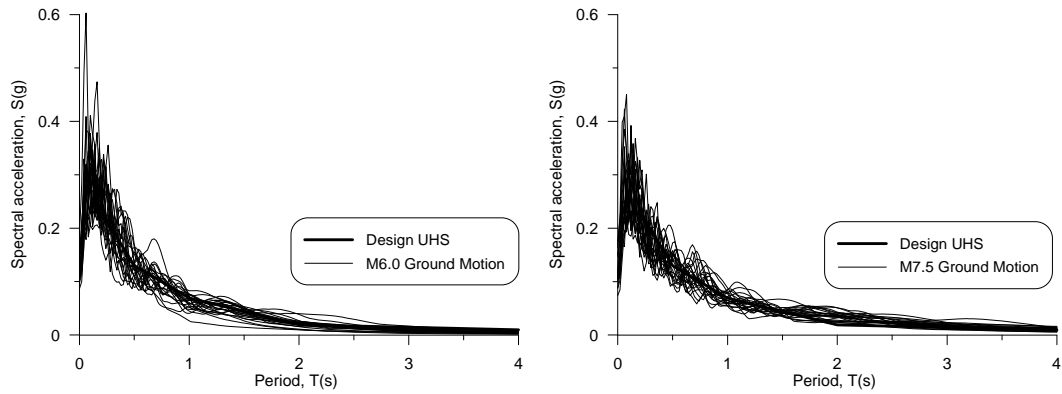 0.6
0.4
0.2
0
Spectral acceleration, S(g)
0 1 2 3 4
Period, T(s)
Design UHS
M6.0 Ground Motion
0.6
0.4
0.2
0
Spectral acceleration, S(g)
0 1 2 3 4
Period, T(s)
Design UHS
M7.5 Ground Motion